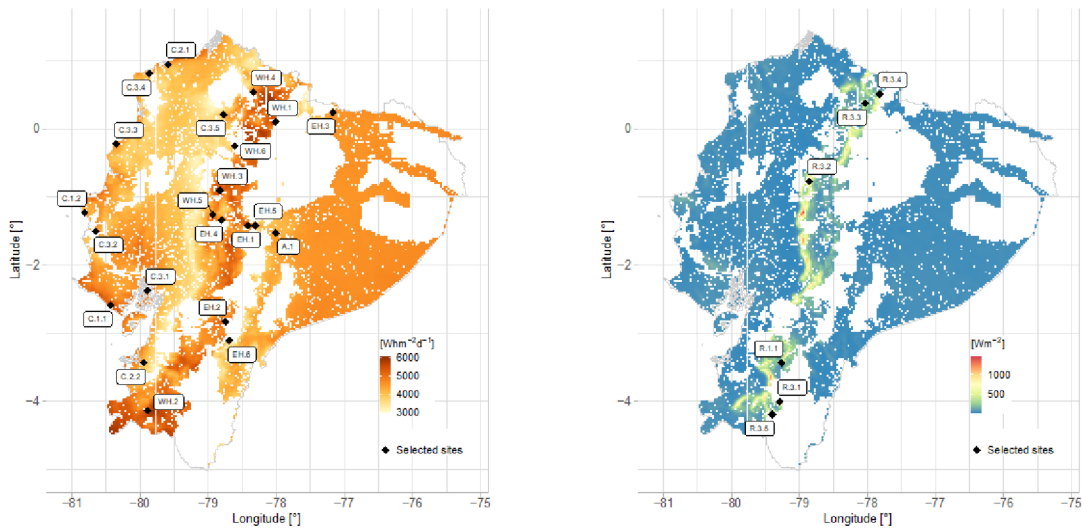 C.2.1
C.3.4
WH.4
WH.1
C.3.3
C.3.5
EH.3
WH.6
WH.3
C.1.2
WH.5
EH.5
C.3.2
EH.4
EH.1
A.1
C.3.1
C.1.1
EH.2
EH.6
C.2.2
WH.2
0
−2
−4
Latitude [°]
[Whm−2d−1]
6000
5000
4000
3000
Selected sites
−81
−80
−79
−78
−77
−76
−75
Longitude [°]
R.3.4
R.3.3
R.3.2
R.1.1
R.3.1
R.3.5
0
−2
−4
Latitude [°]
[Wm−2]
1000
500
Selected sites
−81
−80
−79
−78
−77
−76
−75
Longitude [°]